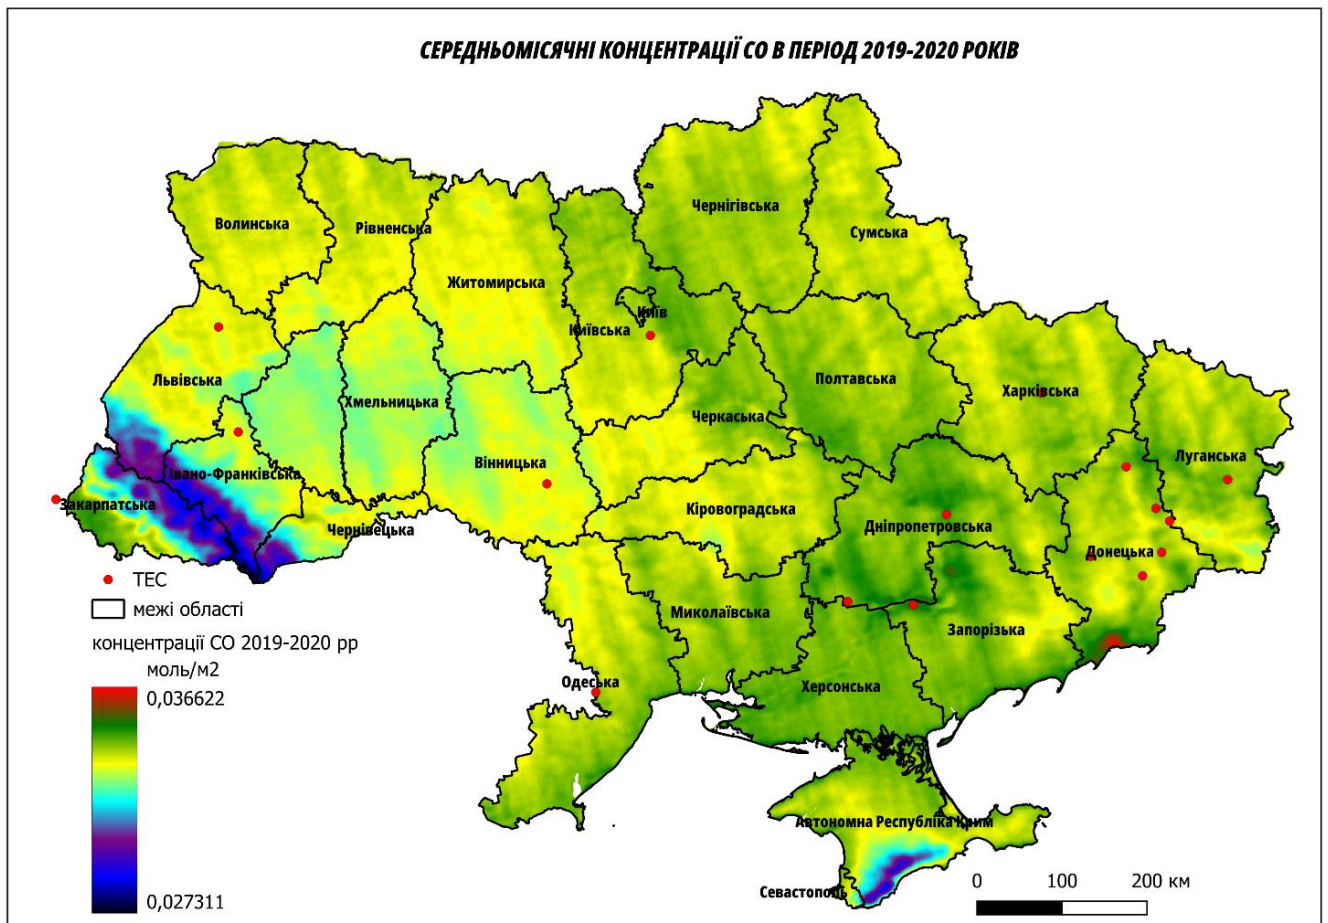 СЕРЕДНЬОМІСЯЧНІ КОНЦЕНТРАЦІЇ СО В ПЕРІОД 2019-2020 РОКІВ
Волинська
Рівненська
Чернігівська
Сумська
Житомирська
Київ
Київська
Львівська
Хмельницька
Полтавська
Харківська
Черкаська
Луганська
Вінницька
Івано-Франківська
Закарпатська
Кіровоградська
Чернівецька
Дніпропетровська
Донецька
Миколаївська
Запорізька
Одеська
Херсонська
Автономна Республіка Крим
Севастополь
ТЕС
межі області
концентрації СО 2019-2020 рр
моль/м2
0,036622
0,027311
0 100 200 км